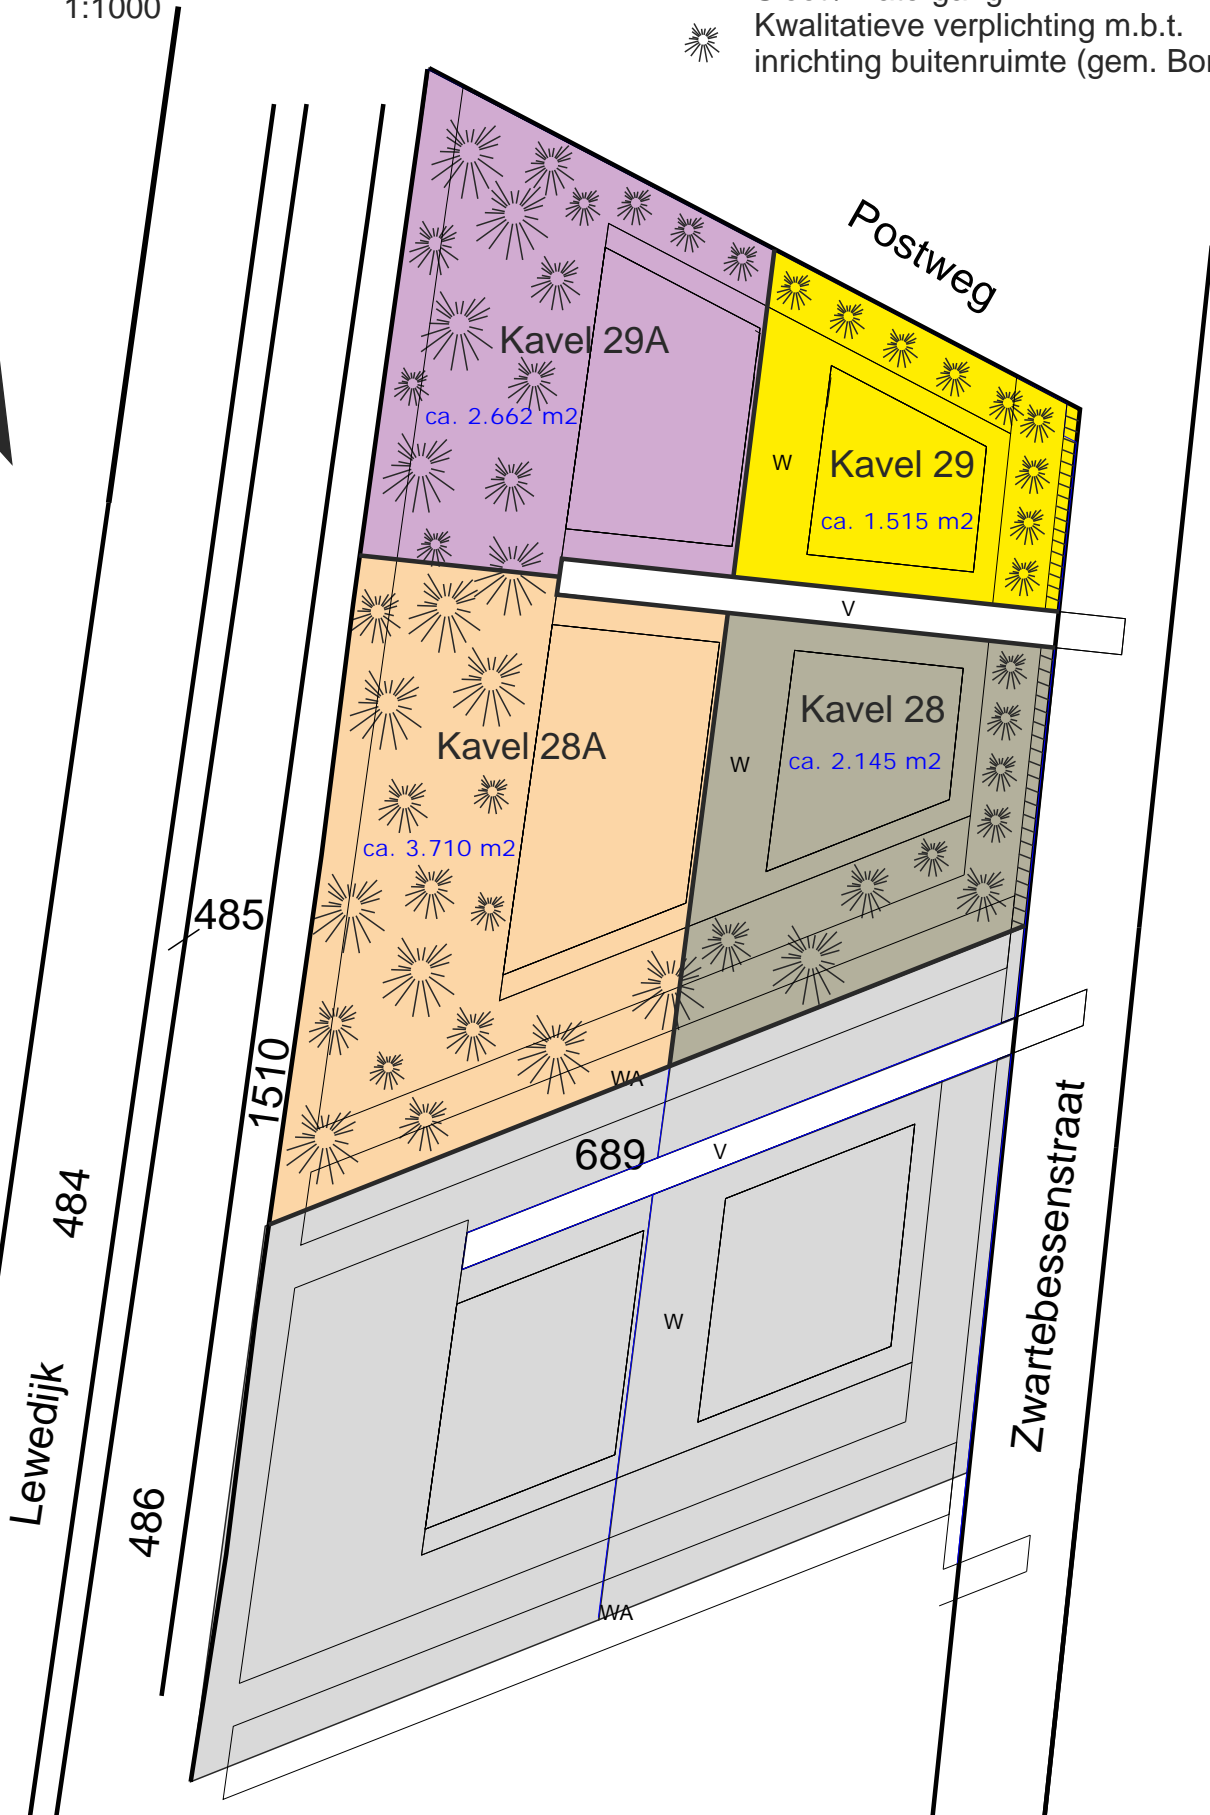 1:1000
Kwalitatieve verplichting m.b.t.
inrichting buitenruimte (gem.
Postweg
Kavel 29A
ca. 2.662 m2
W
Kavel 29
ca. 1.515 m2
V
Kavel 28A
ca. 3.710 m2
W
Kavel 28
ca. 2.145 m2
485
1510
WA
689
V
484
W
Zwartebessenstraat
Lewedijk
486
WA